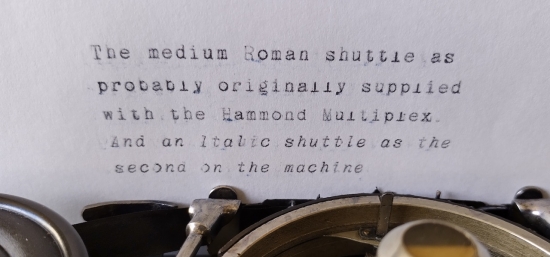 The medium Roman shuttle as
probably originally supplied
with the Hammond Multiplex.
And an Italic shuttle as the
second on the machine